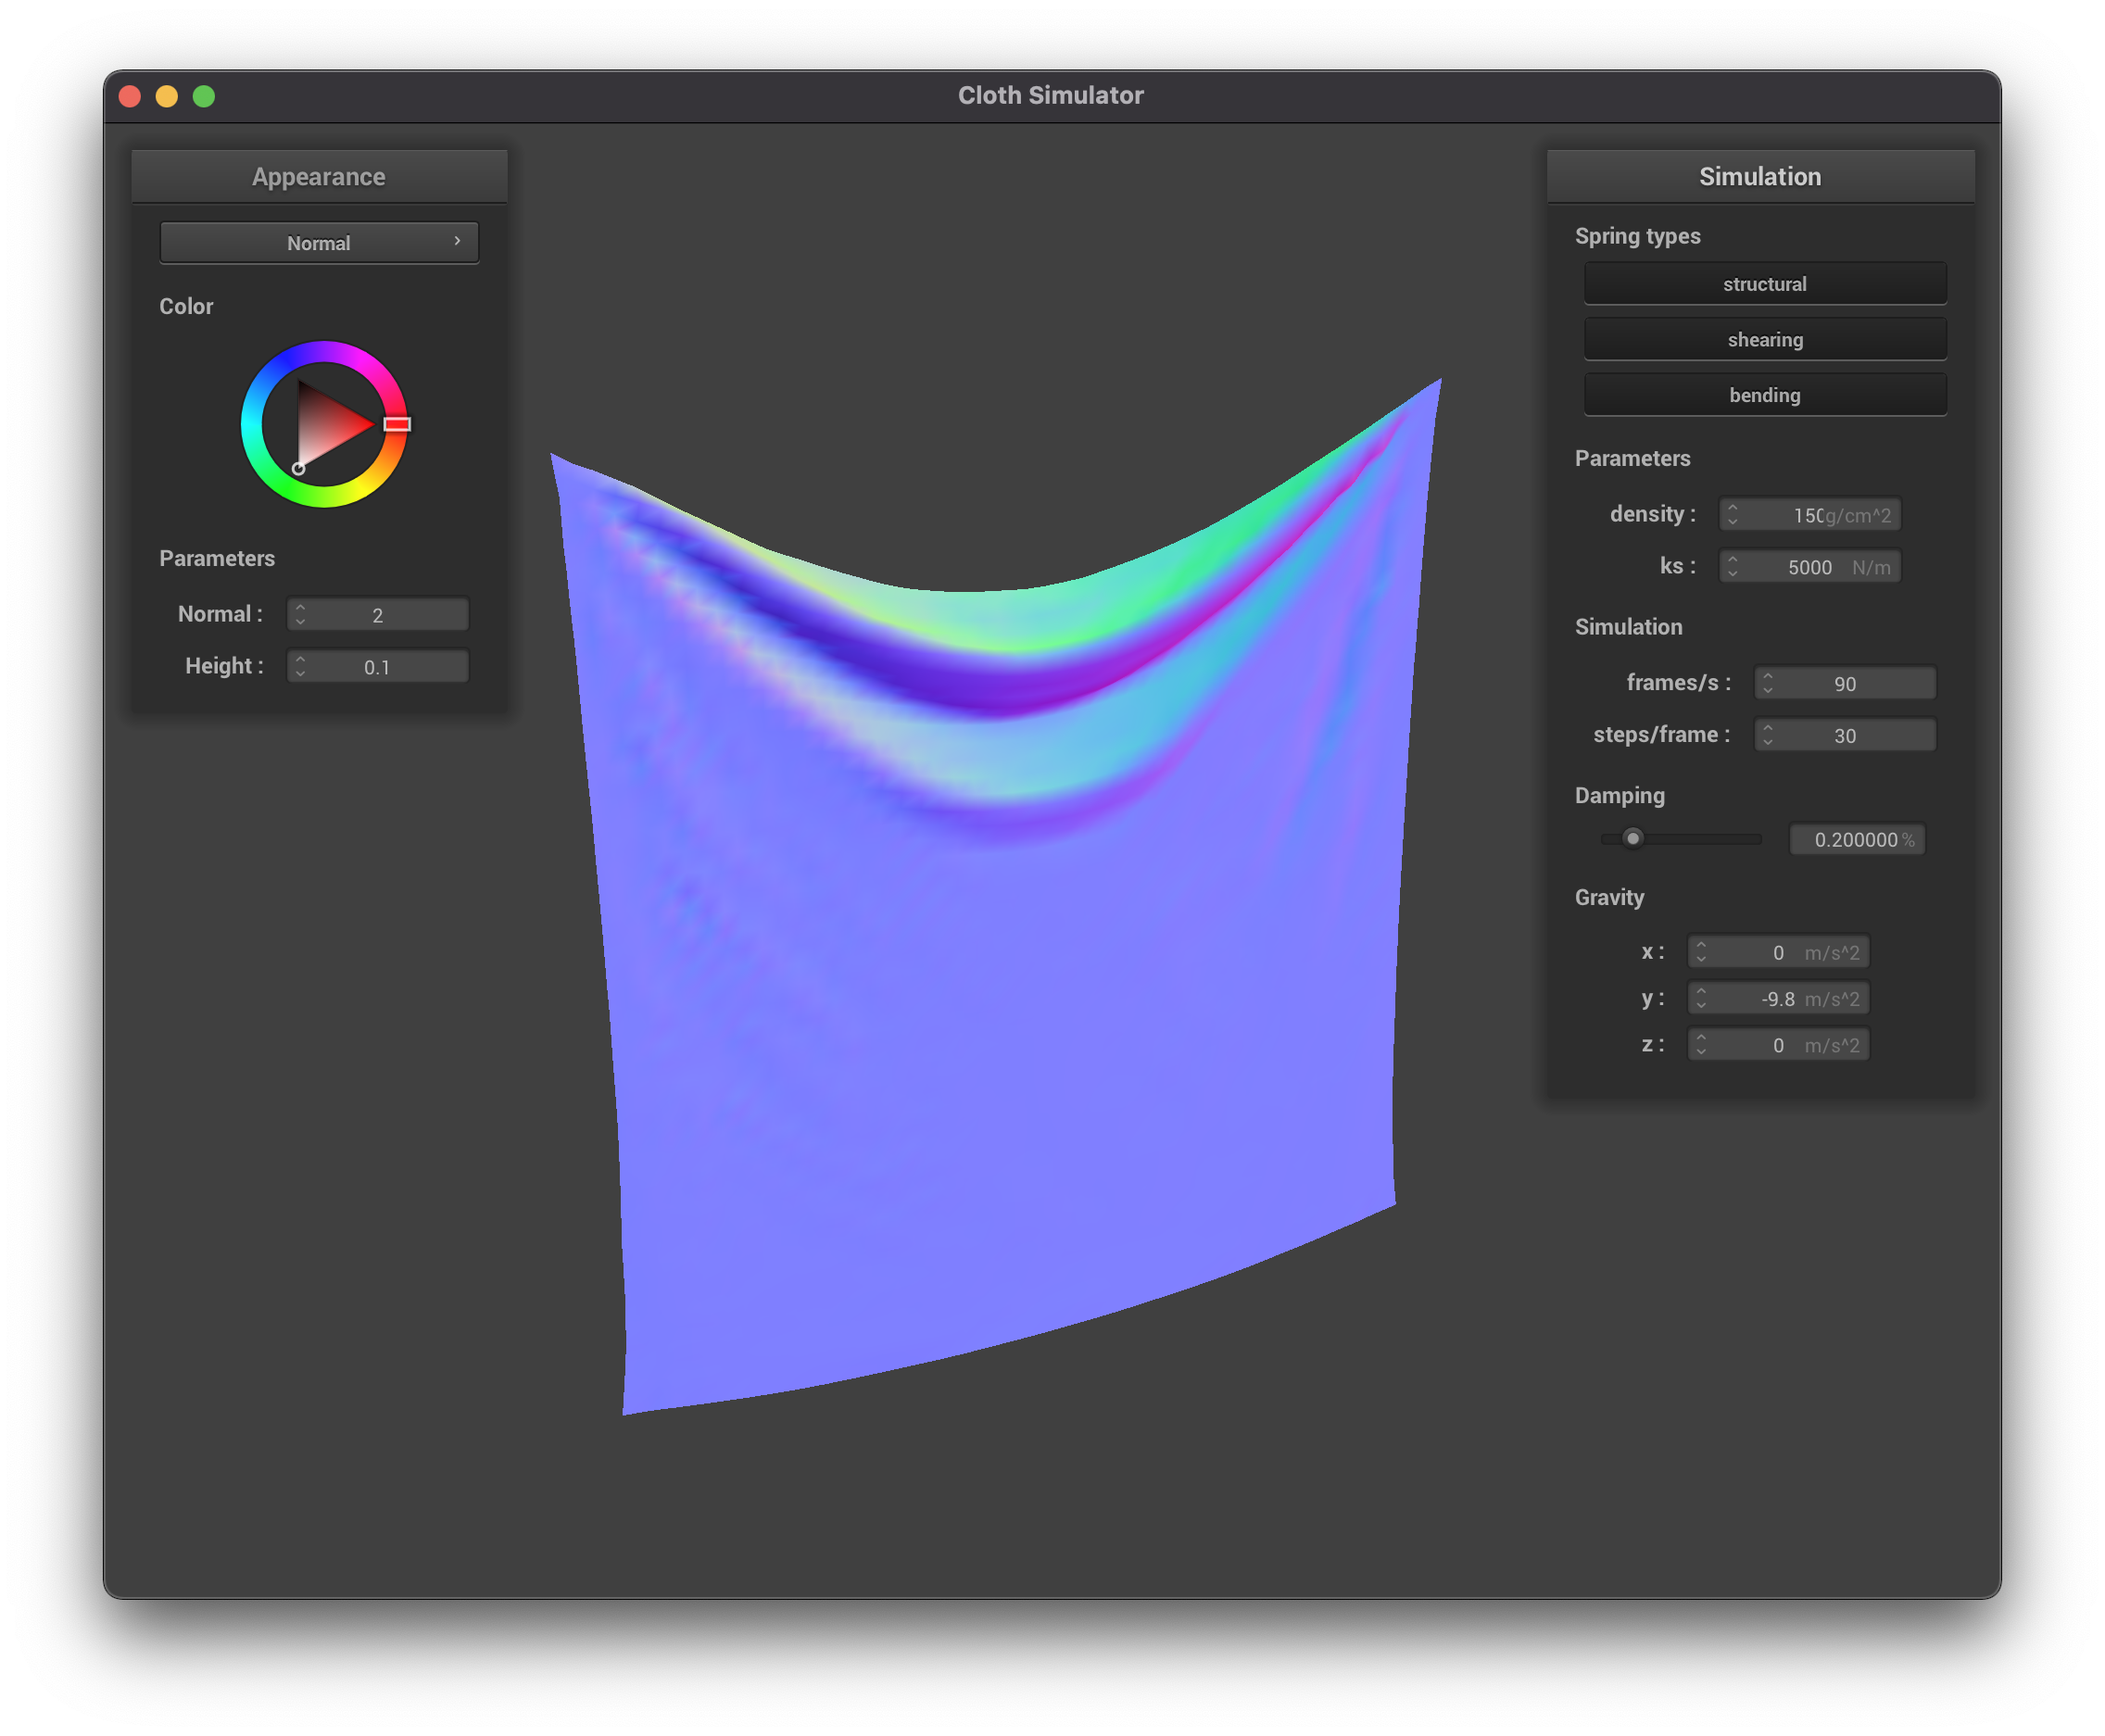 Cloth Simulator
Appearance
Normal
Color
Parameters
Normal : 2
Height : 0.1
Simulation
Spring types
structural
shearing
bending
Parameters
density : 150g/cm^2
ks : 5000 N/m
Simulation
frames/s : 90
steps/frame : 30
Damping
0.200000 %
Gravity
x : 0 m/s^2
y : -9.8 m/s^2
z : 0 m/s^2